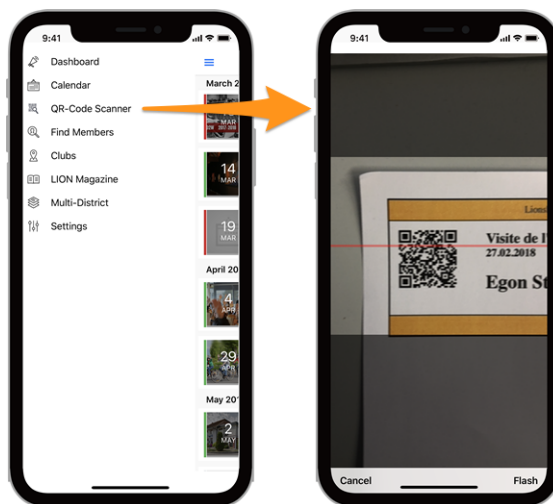 9:41
Dashboard
Calendar
QR-Code Scanner
Find Members
Clubs
LION Magazine
Multi-District
Settings
March 2
MAR
14
MAR
19
MAR
April 20
4
APR
29
APR
May 20
2
MAY
9:41
Lions
Visite de l'
27.02.2018
Egon St
Cancel
Flash